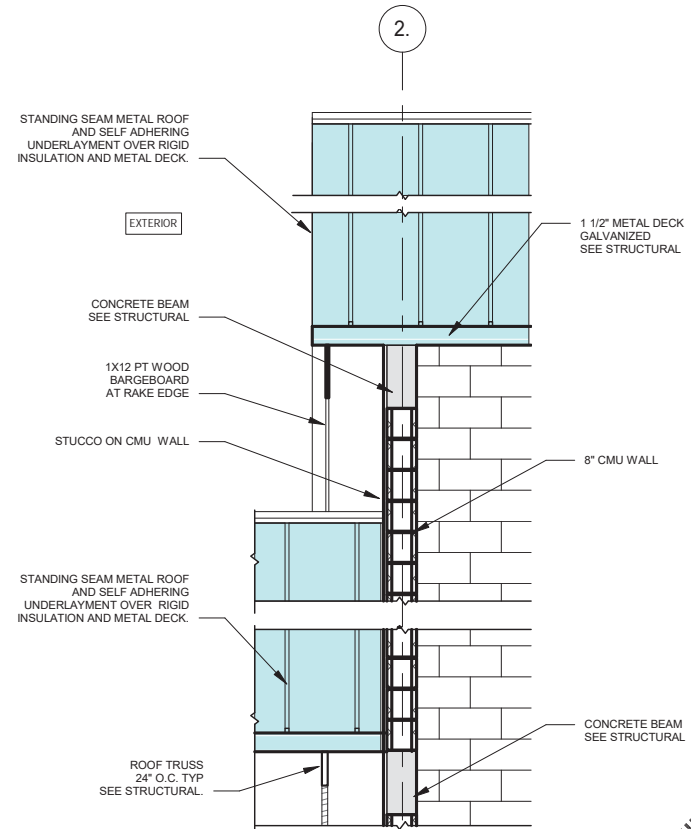 2.
STANDING SEAM METAL ROOF
AND SELF ADHERING
UNDERLAYMENT OVER RIGID
INSULATION AND METAL DECK.
EXTERIOR
1 1/2" METAL DECK
GALVANIZED
SEE STRUCTURAL
CONCRETE BEAM
SEE STRUCTURAL
1X12 PT WOOD
BARGEBOARD
AT RAKE EDGE
STUCCO ON CMU WALL
8" CMU WALL
STANDING SEAM METAL ROOF
AND SELF ADHERING
UNDERLAYMENT OVER RIGID
INSULATION AND METAL DECK.
CONCRETE BEAM
SEE STRUCTURAL
ROOF TRUSS
24" O.C. TYP
SEE STRUCTURAL.